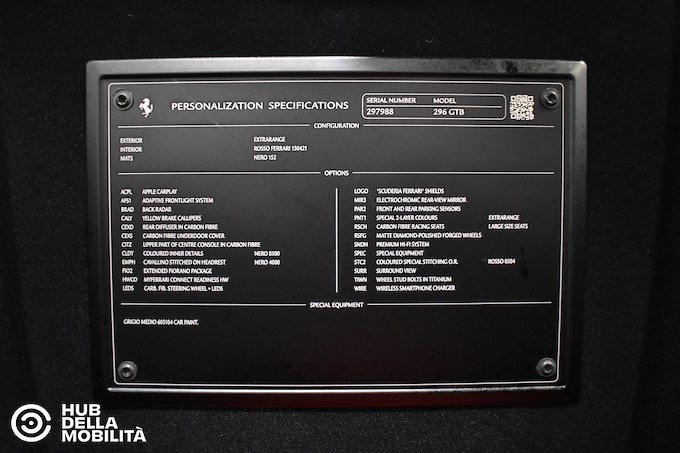 PERSONALIZATION SPECIFICATIONS
SERIAL NUMBER MODEL
297988 296 GTB
CONFIGURATION
EXTERIOR EXTRARANGE
INTERIOR ROSSO FERRARI 130421
MATS NERO 152
OPTIONS
ACPL APPLE CARPLAY
AFS1 ADAPTIVE FRONTLIGHT SYSTEM
BRAD BACK RADAR
CALY YELLOW BRAKE CALLIPERS
CEXD REAR DIFFUSER IN CARBON FIBRE
CEXS CARBON FIBRE UNDERDOOR COVER
CITZ UPPER PART OF CENTRE CONSOLE IN CARBON FIBRE
CLDT COLOURED INNER DETAILS NERO 8500
EMPH CAVALLINO STITCHED ON HEADREST NERO 4000
FIO2 EXTENDED FIORANO PACKAGE
HWCO MYFERRARI CONNECT READINESS HW
LEDS CARB. FIB. STEERING WHEEL + LEDS
LOGO "SCUDERIA FERRARI" SHIELDS
MIR3 ELECTROCHROMIC REAR-VIEW MIRROR
PAR2 FRONT AND REAR PARKING SENSORS
PNT1 SPECIAL 2-LAYER COLOURS EXTRARANGE
RSCH CARBON FIBRE RACING SEATS LARGE SIZE SEATS
RSFG MATTE DIAMOND-POLISHED FORGED WHEELS
SNDH PREMIUM HI-FI SYSTEM
SPEC SPECIAL EQUIPMENT
STC2 COLOURED SPECIAL STITCHING O.R. ROSSO 0504
SURR SURROUND VIEW
TIWN WHEEL STUD BOLTS IN TITANIUM
WIRE WIRELESS SMARTPHONE CHARGER
SPECIAL EQUIPMENT
GRIGIO MEDIO 605104 CAR PAINT.
HUB
DELLA
MOBILITÀ